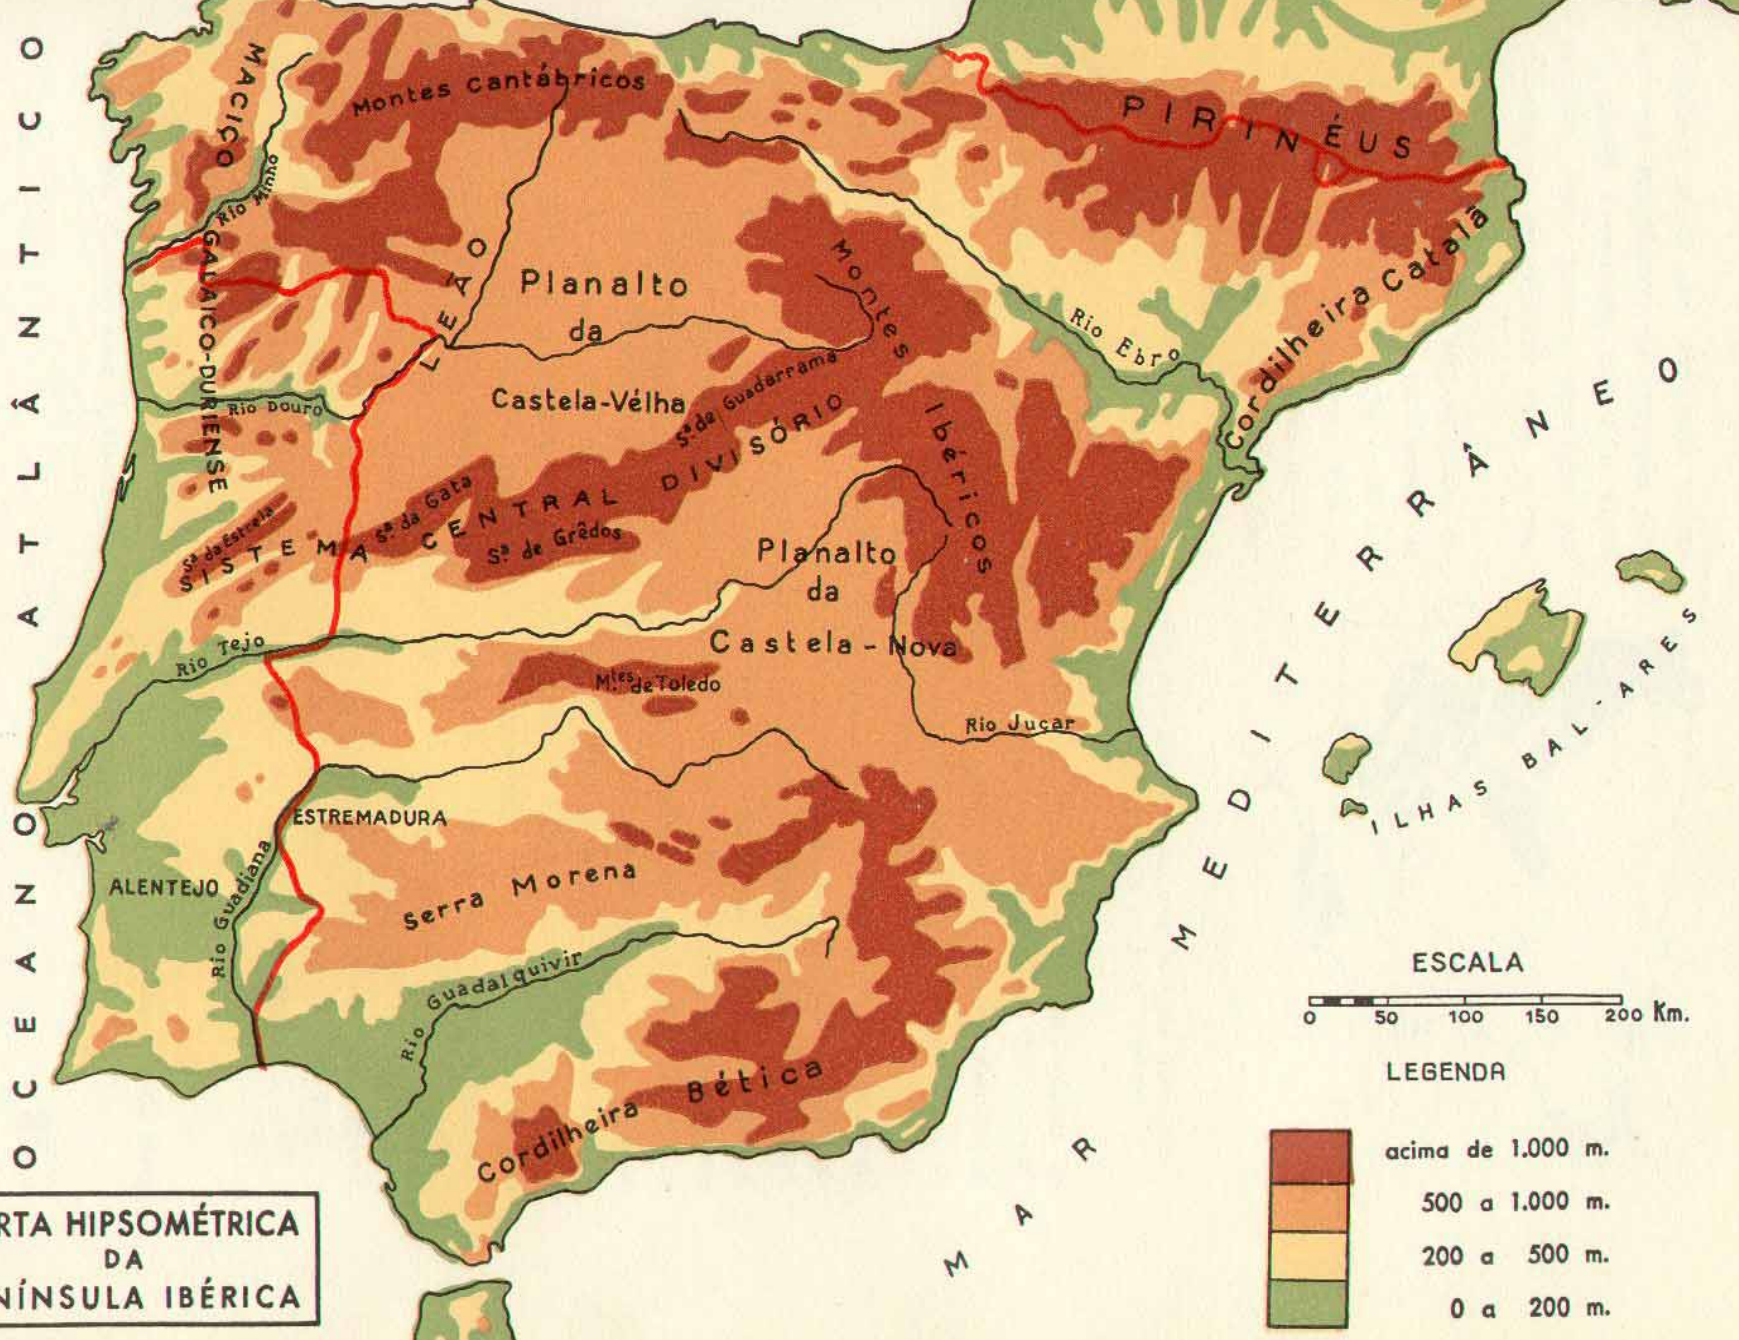 OCEANO ATLÂNTICO
MACIÇO
GALAICO-DURIENSE
Montes cantábricos
PIRINÉUS
Rio Minho
LEÃO
Planalto
da
Castela-Vélha
Montes
Ibéricos
Cordilheira Catalã
Rio Ebro
Rio Douro
Sª de Guadarrama
SISTEMA CENTRAL DIVISÓRIO
Sª da Gata
Sª de Grêdos
Sª da Estrela
Planalto
da
Castela-Nova
Rio Tejo
Mtes de Toledo
Rio Juçar
ESTREMADURA
ALENTEJO
Rio Guadiana
Serra Morena
Rio Guadalquivir
Cordilheira Bética
MAR MEDITERRÂNEO
ILHAS BAL-ARES
ESCALA
0 50 100 150 200 Km.
LEGENDA
acima de 1.000 m.
500 a 1.000 m.
200 a 500 m.
0 a 200 m.
RTA HIPSOMÉTRICA
DA
NÍNSULA IBÉRICA